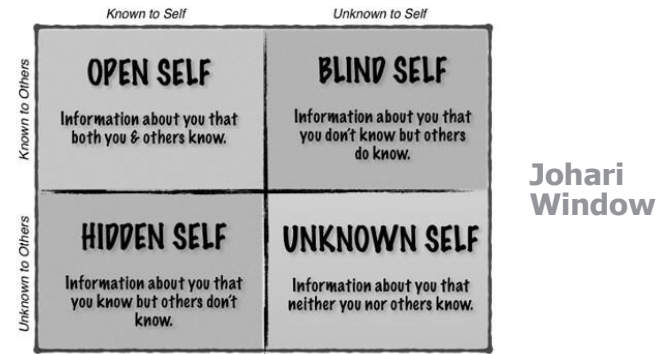 Known to Self
Unknown to Self
Known to Others
OPEN SELF
Information about you that
both you & others know.
BLIND SELF
Information about you that
you don't know but others
do know.
Johari
Window
Unknown to Others
HIDDEN SELF
Information about you that
you know but others don't
know.
UNKNOWN SELF
Information about you that
neither you nor others know.